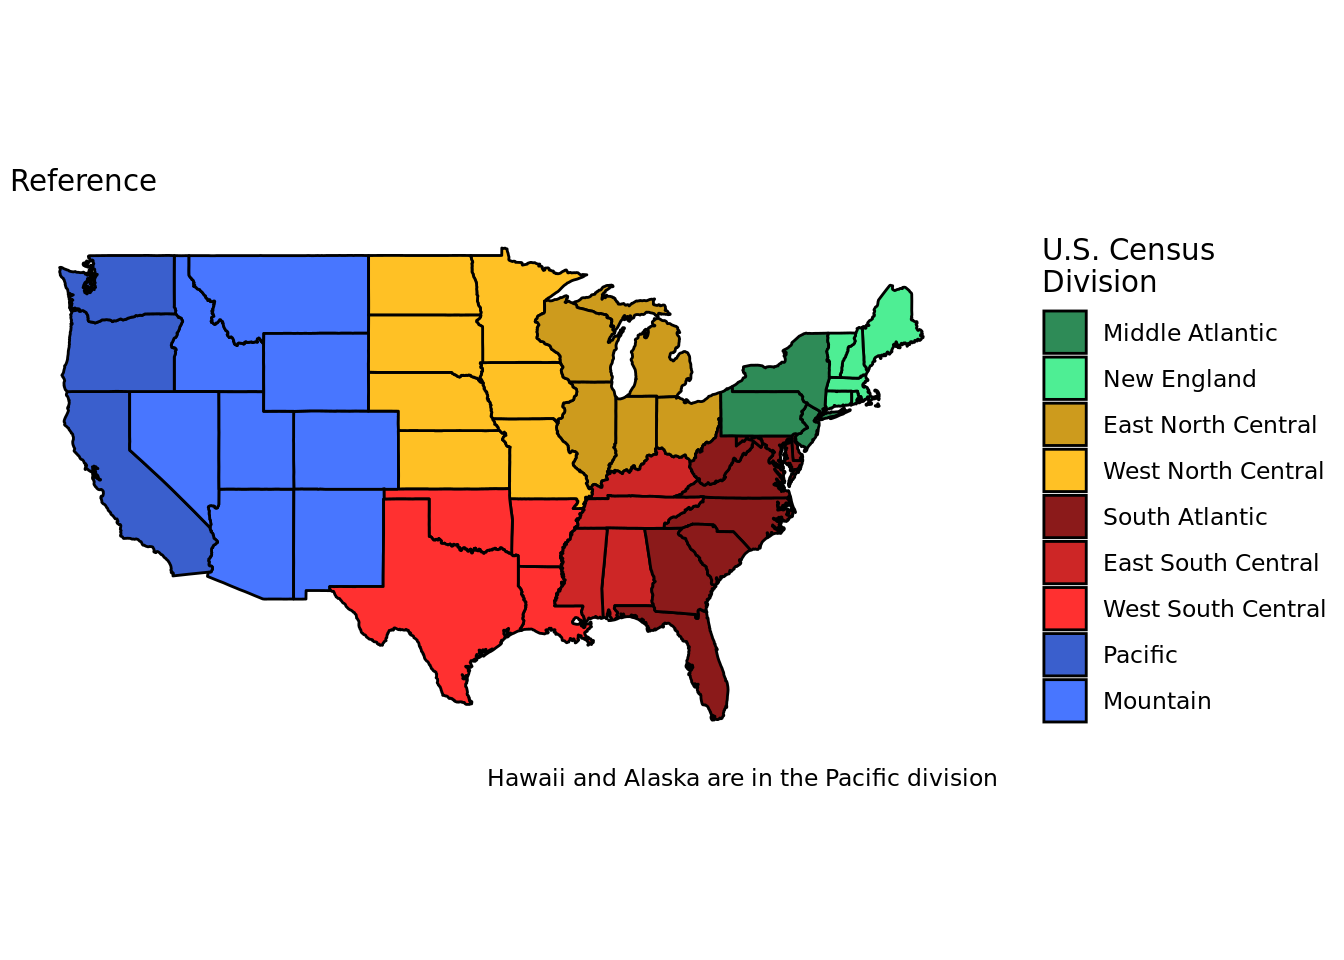 Reference
U.S. Census
Division
Middle Atlantic
New England
East North Central
West North Central
South Atlantic
East South Central
West South Central
Pacific
Mountain
Hawaii and Alaska are in the Pacific division